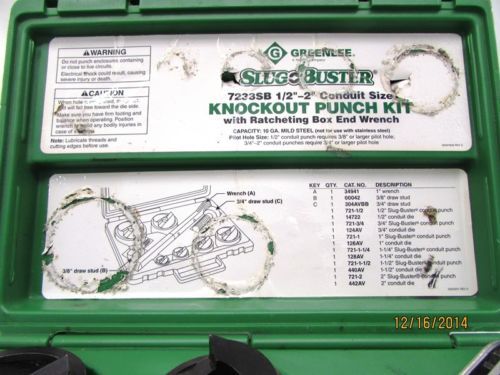 WARNING
Do not punch enclosures containing
or close to live circuits.
Electrical shock could result, causing
severe injury or death.
CAUTION
When hole
will fall free toward the dime stamp.
Make sure you have firm footing and
balance when operating. Position
wrench to avoid any bodily injuries in
case of
Note: Lubricate threads and
cutting edges before use.
G GREENLEE
SLUG BUSTER
7233SB 1/2"-2" Conduit Size
KNOCKOUT PUNCH KIT
with Ratcheting Box End Wrench
CAPACITY: 10 GA. MILD STEEL (not for use with stainless steel)
Pilot Hole Size: 1/2" conduit punch requires 3/8" or larger pilot hole;
3/4"-2" conduit punches require 3/4" or larger pilot hole.
Wrench (A)
3/4" draw stud (C)
3/8" draw stud (B)
KEY QTY. CAT. NO. DESCRIPTION
A 1 34941 1" wrench
B 1 00042 3/8" draw stud
C 1 304AVBB 3/4" draw stud
1 721-1/2 1/2" Slug-Buster® conduit punch
1 14722 1/2" conduit die
1 721-3/4 3/4" Slug-Buster® conduit punch
1 124AV 3/4" conduit die
1 721-1 1" Slug-Buster® conduit punch
1 126AV 1" conduit die
1 721-1-1/4 1-1/4" Slug-Buster® conduit punch
1 128AV 1-1/4" conduit die
1 721-1-1/2 1-1/2" Slug-Buster® conduit punch
1 440AV 1-1/2" conduit die
1 721-2 2" Slug-Buster® conduit punch
1 442AV 2" conduit die
12/16/2014